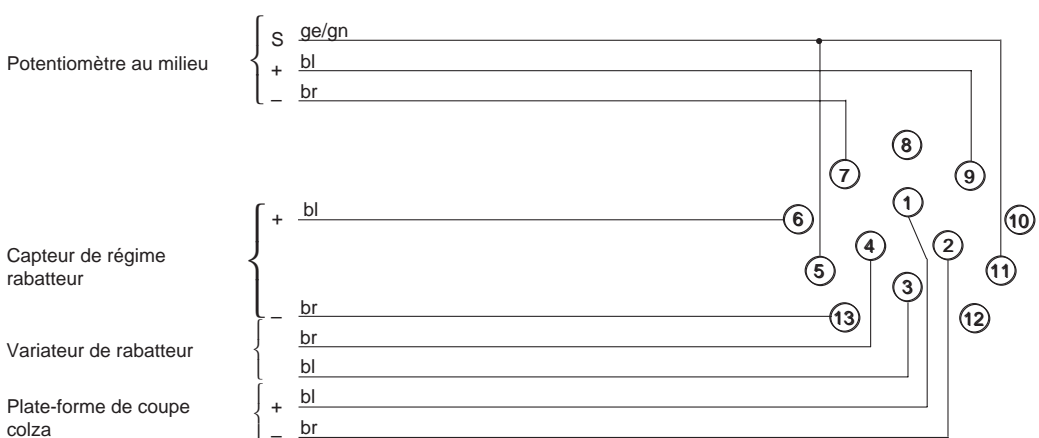 S ge/gn
Potentiomètre au milieu
+ bl
– br
8
7
9
1
+ bl
6
10
4
2
Capteur de régime
rabatteur
5
11
3
– br
13
12
br
Variateur de rabatteur
bl
Plate-forme de coupe
colza
+ bl
– br